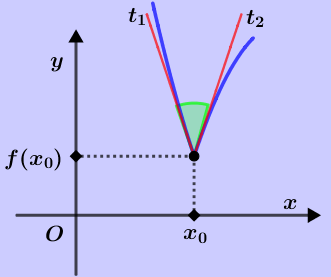 t₁
t₂
y
f(x₀)
x
O
x₀